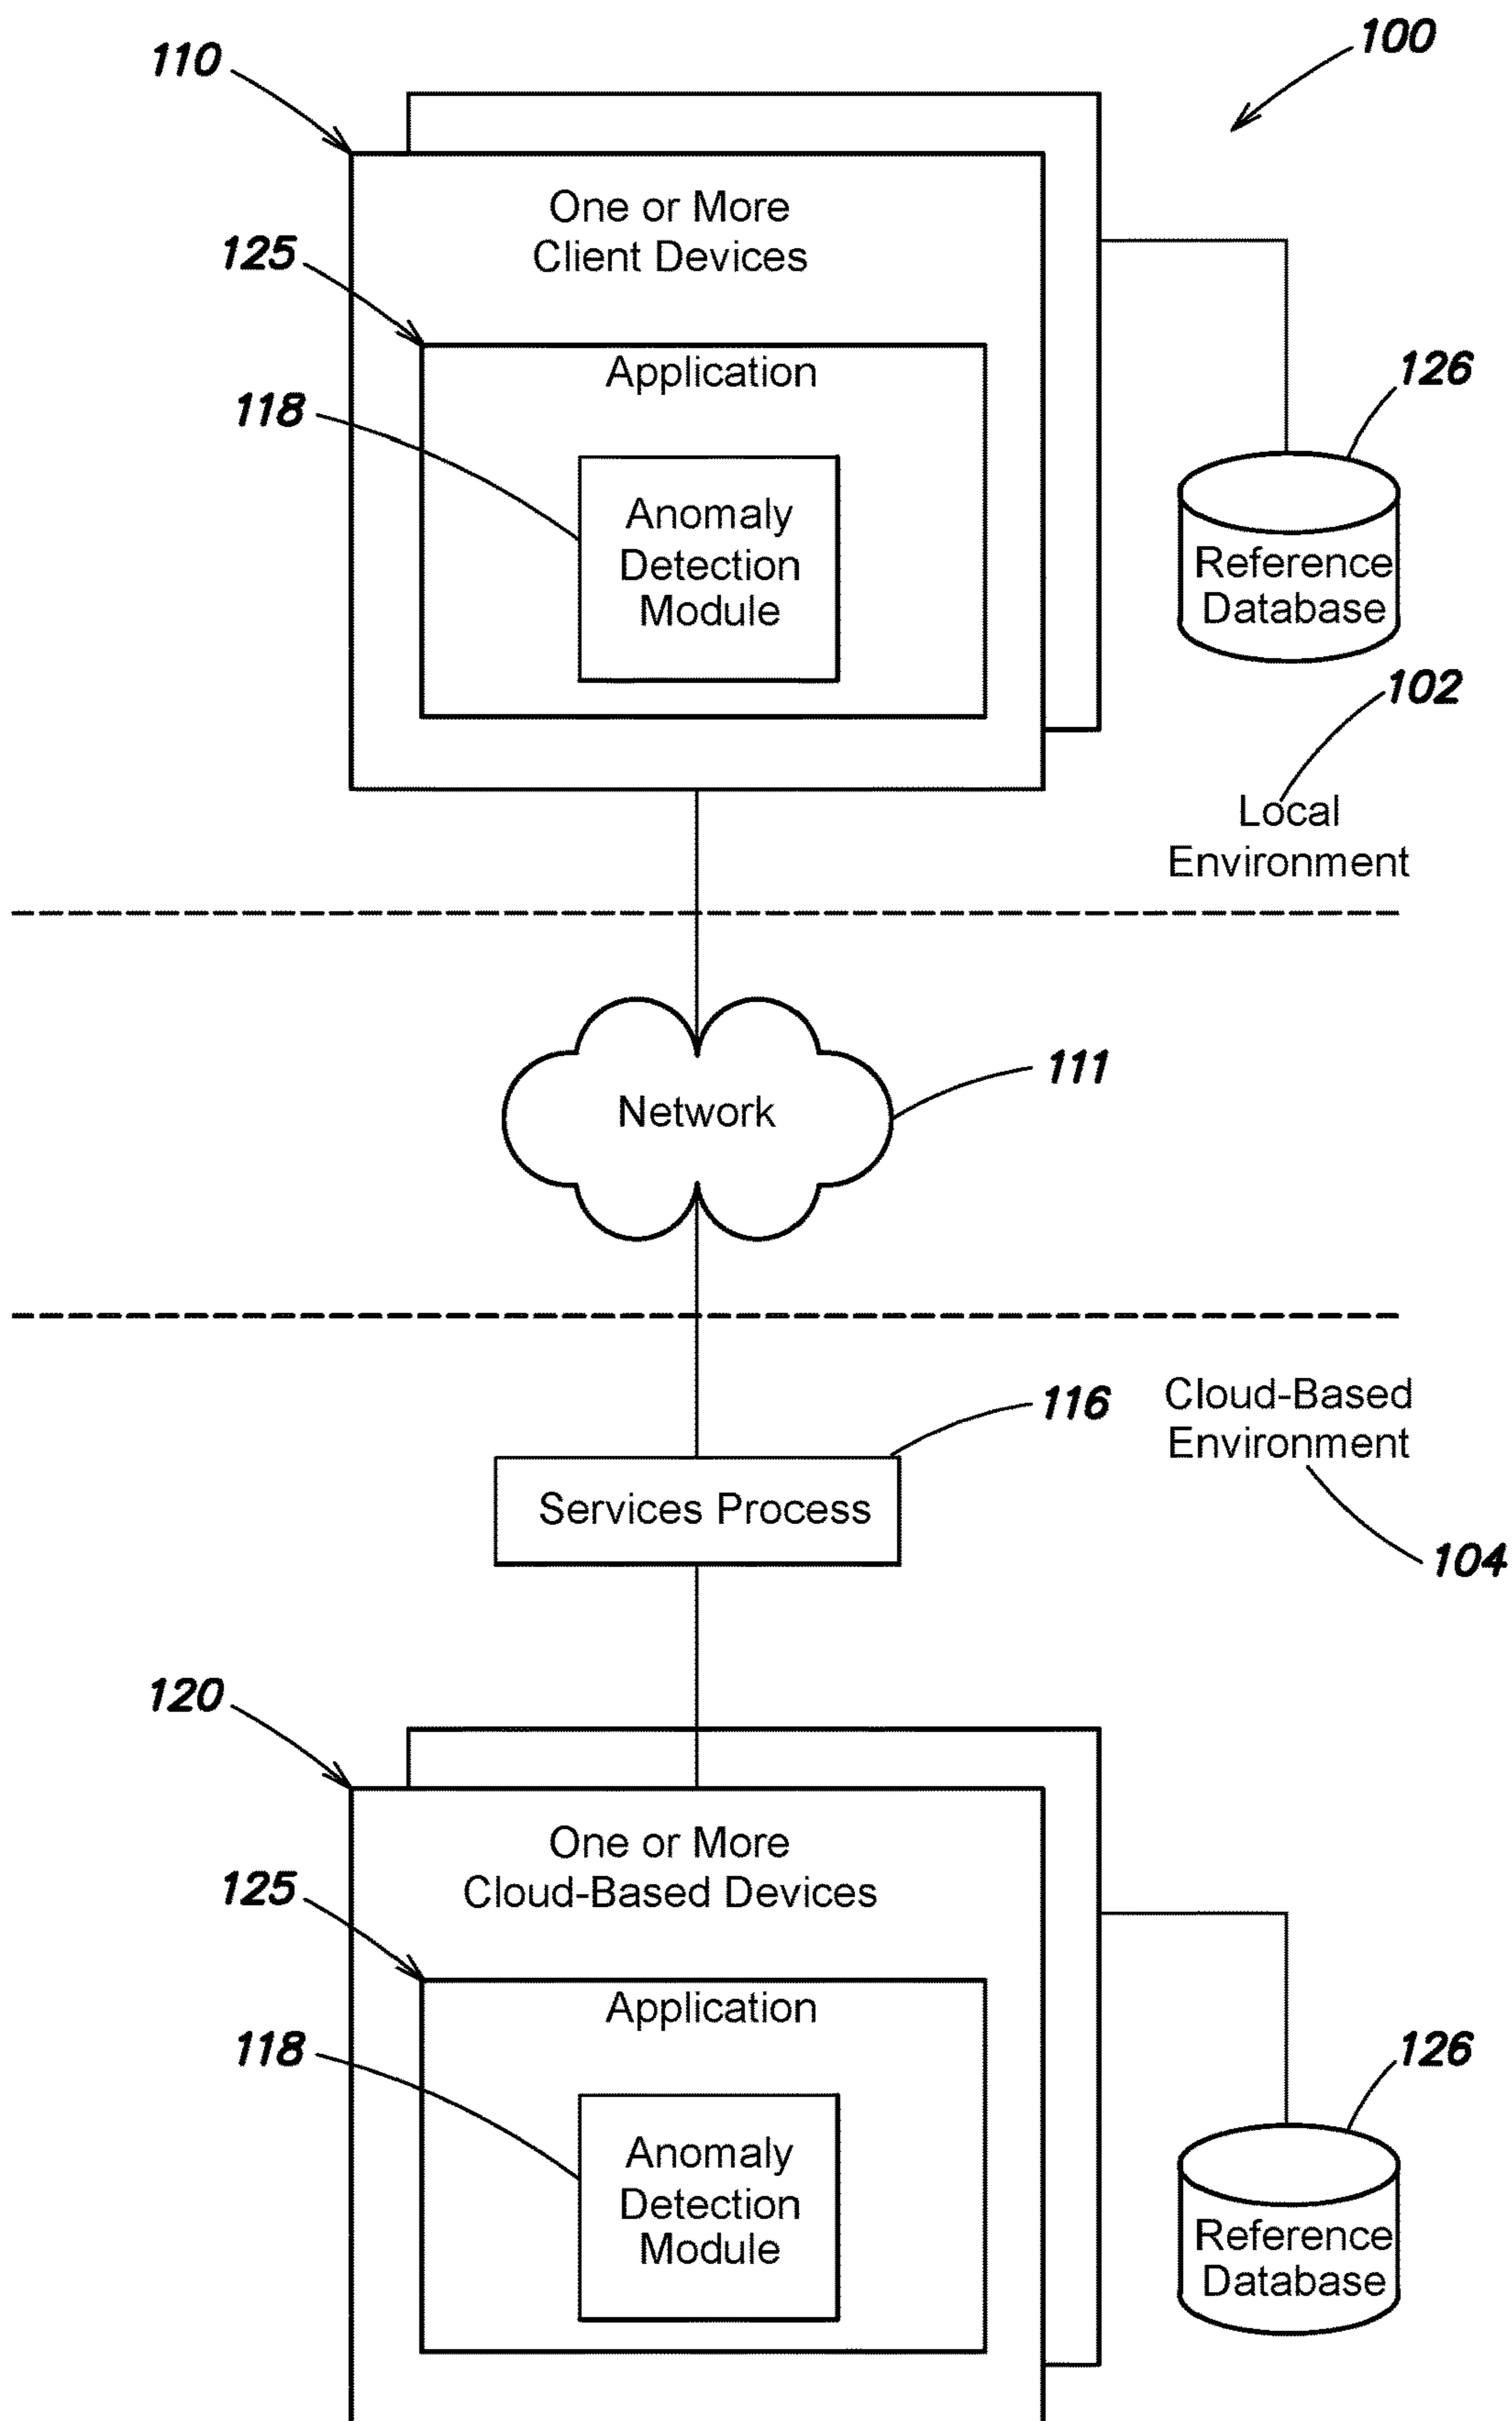 100
110
One or More
Client Devices
125
Application
126
118
Anomaly
Detection
Module
Reference
Database
102
Local
Environment
Network
111
116
Cloud-Based
Environment
Services Process
104
120
One or More
Cloud-Based Devices
125
Application
118
126
Anomaly
Detection
Module
Reference
Database